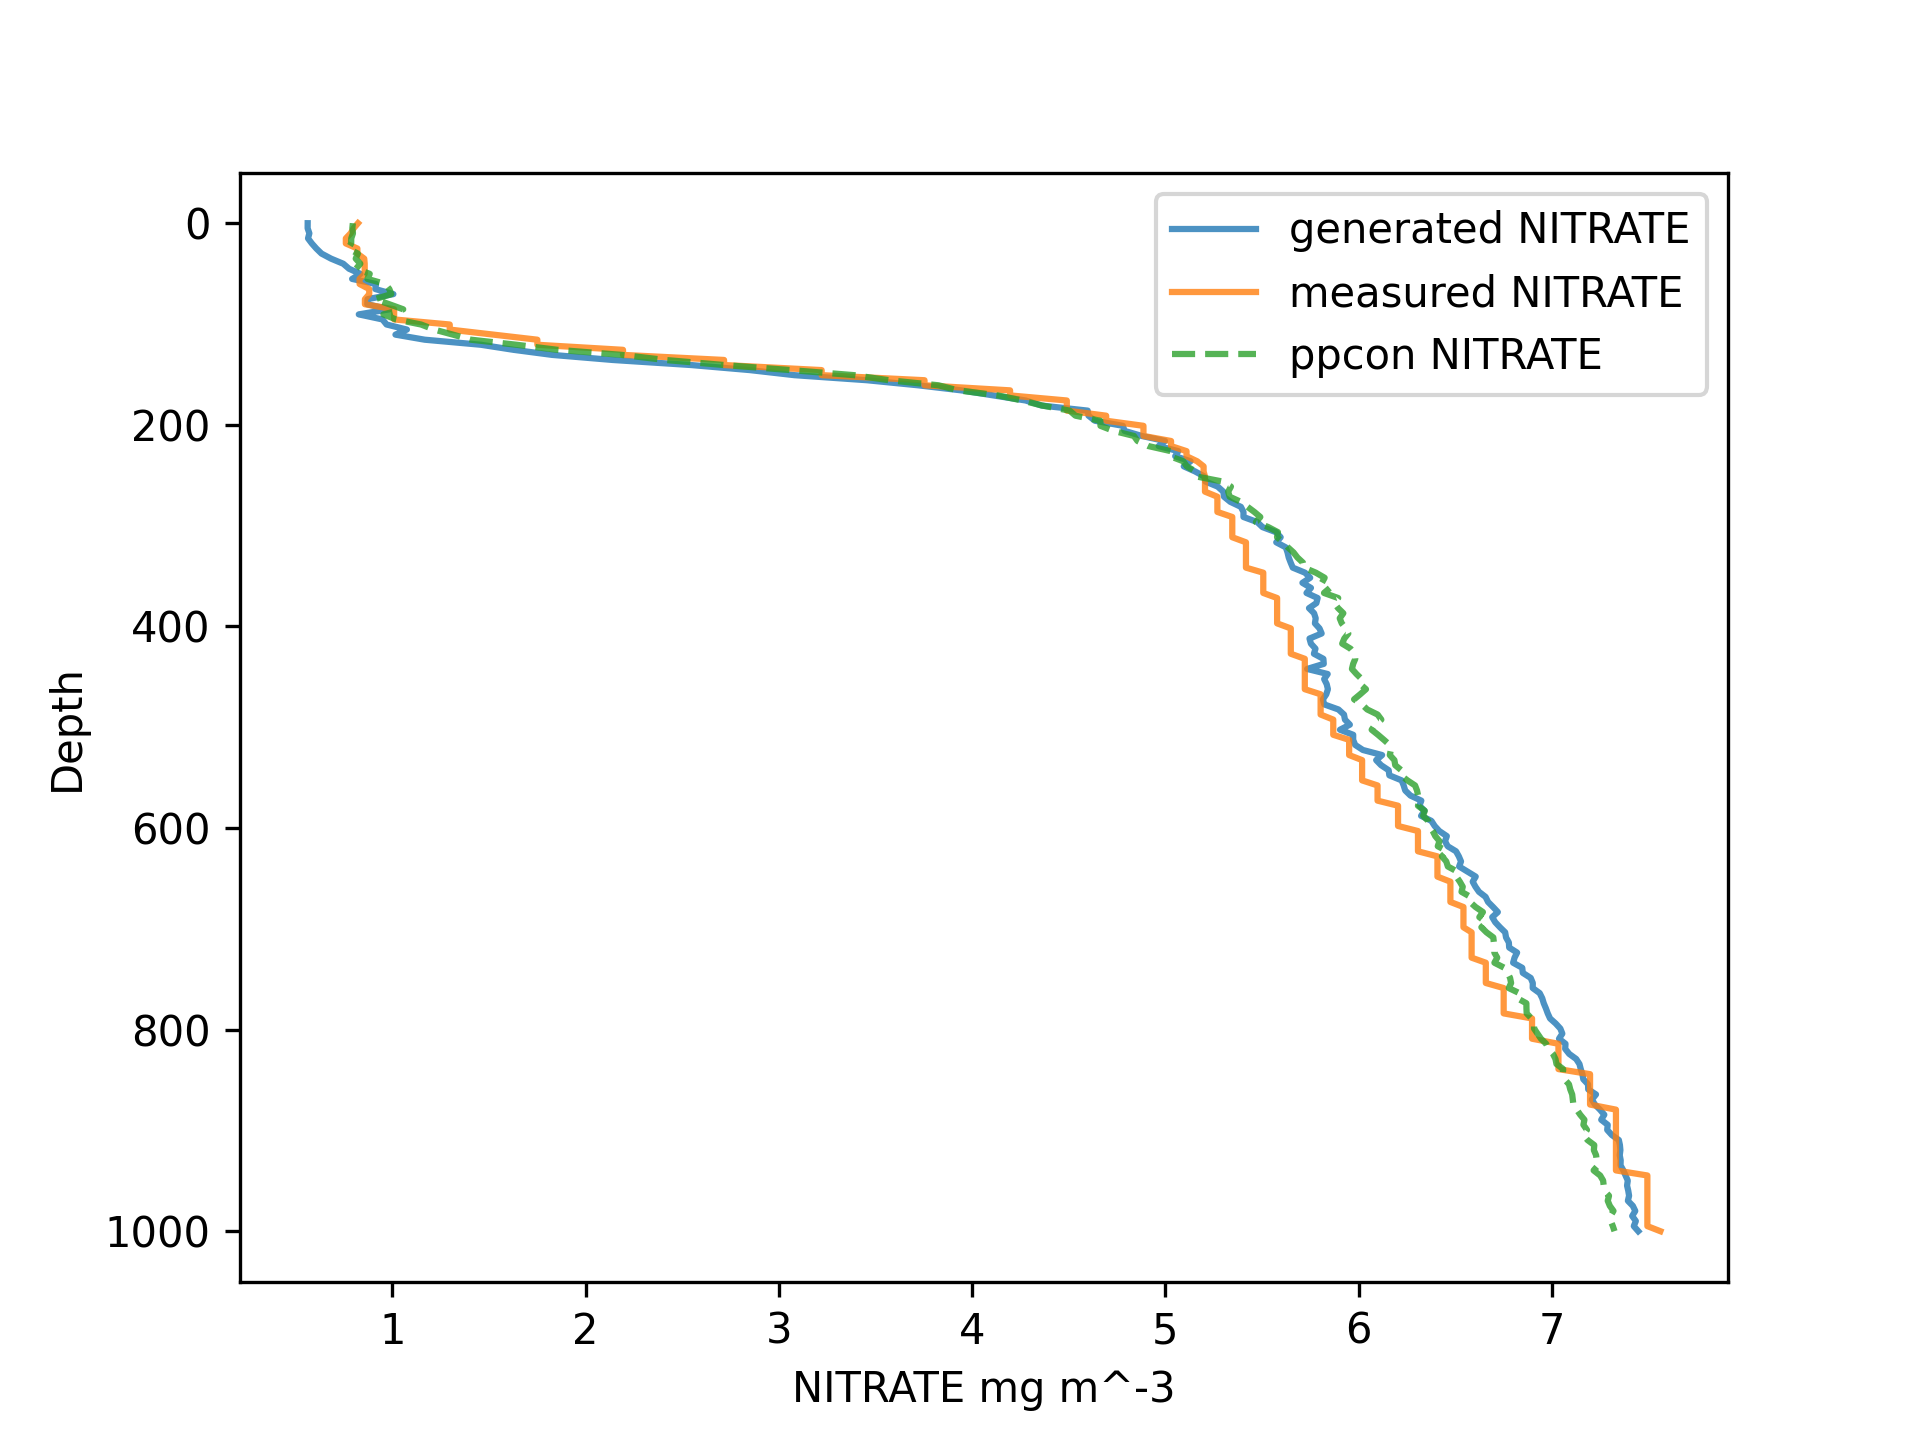 generated NITRATE
measured NITRATE
ppcon NITRATE
0
200
400
600
800
1000
Depth
1 2 3 4 5 6 7
NITRATE mg m^-3